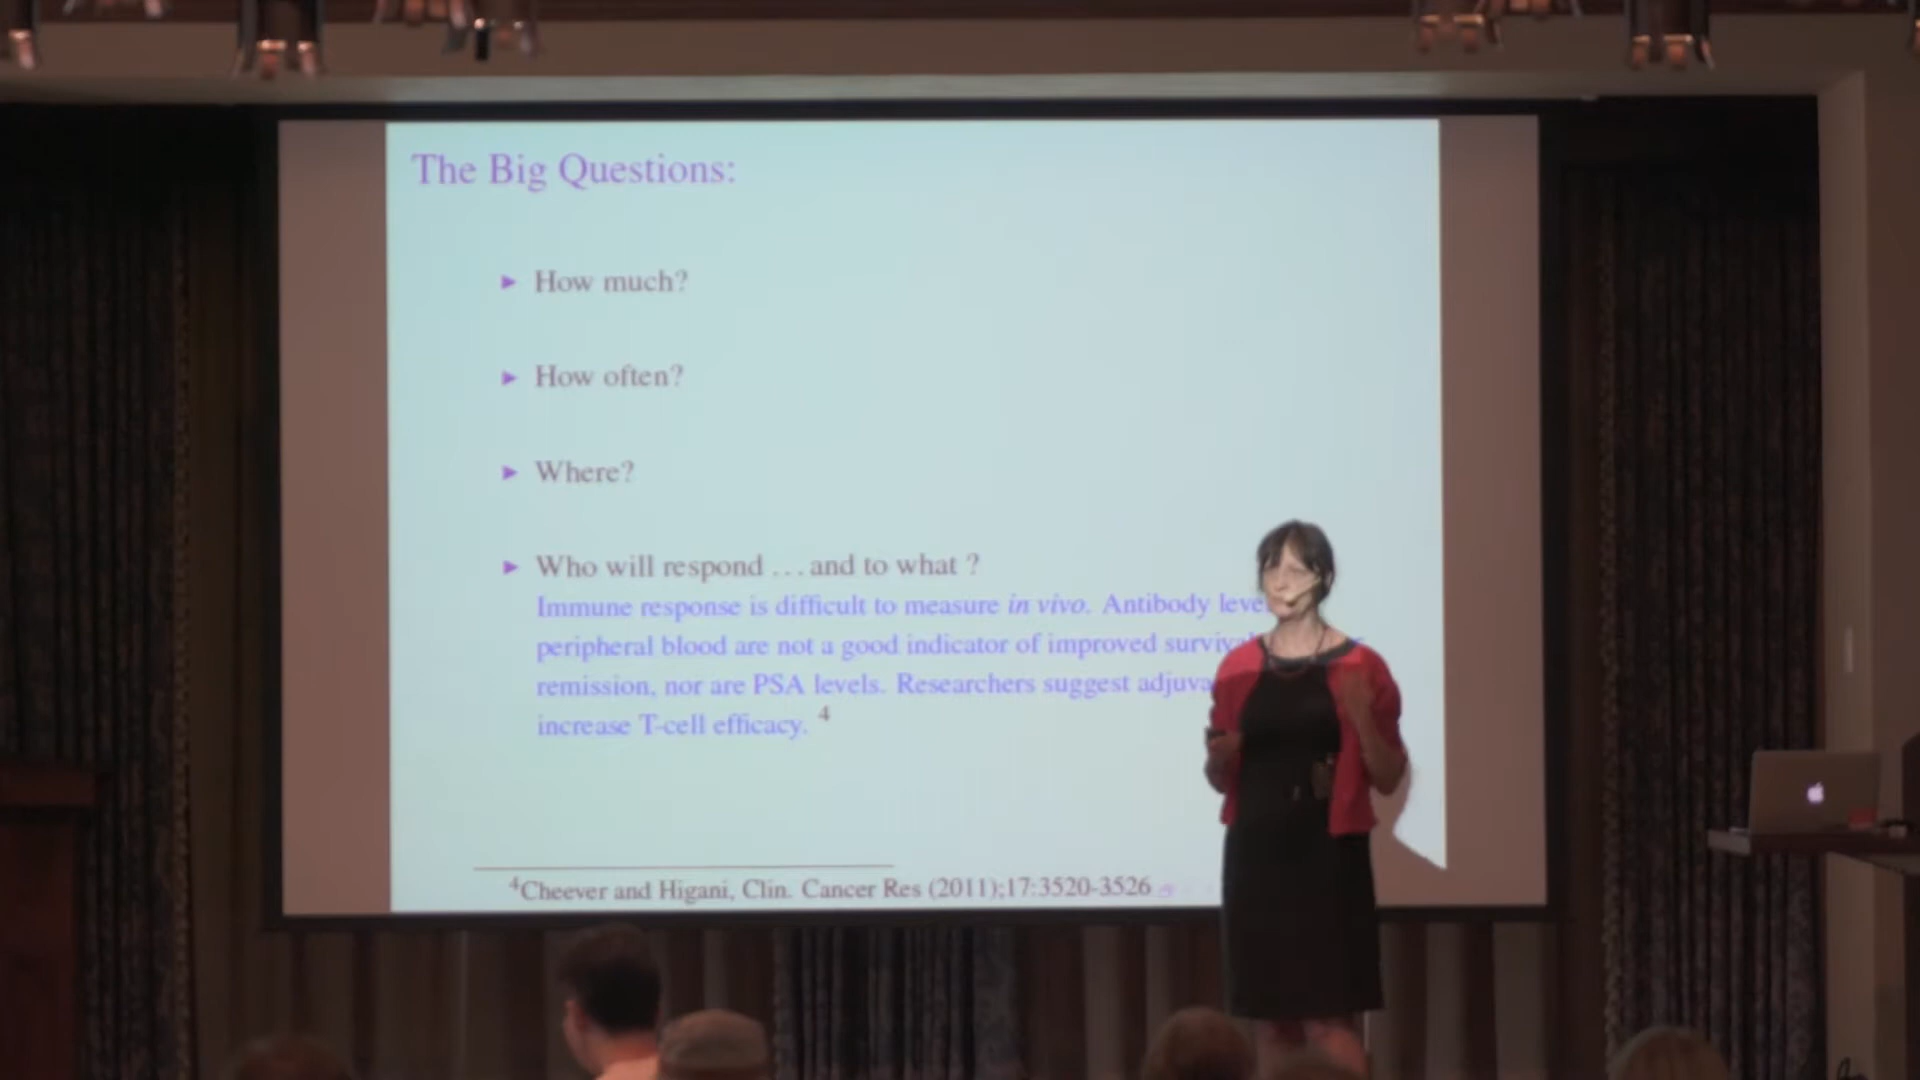 The Big Questions:
► How much?
► How often?
► Where?
► Who will respond ... and to what ?
Immune response is difficult to measure in vivo. Antibody
peripheral blood are not a good indicator of improved
remission, nor are PSA levels. Researchers suggest
increase T-cell efficacy. 4
4Cheever and Higani, Clin. Cancer Res (2011);17:3520-3526